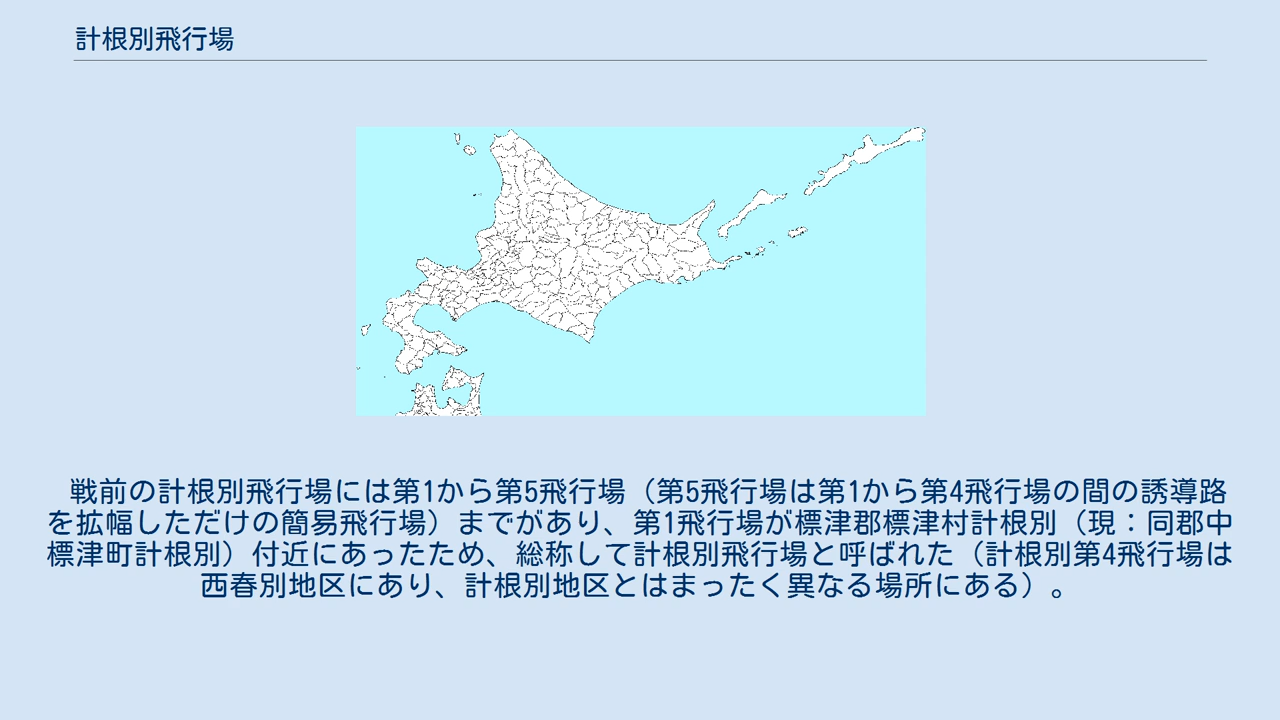 計根別飛行場
戦前の計根別飛行場には第1から第5飛行場（第5飛行場は第1から第4飛行場の間の誘導路
を拡幅しただけの簡易飛行場）までがあり、第1飛行場が標津郡標津村計根別（現：同郡中
標津町計根別）付近にあったため、総称して計根別飛行場と呼ばれた（計根別第4飛行場は
西春別地区にあり、計根別地区とはまったく異なる場所にある）。